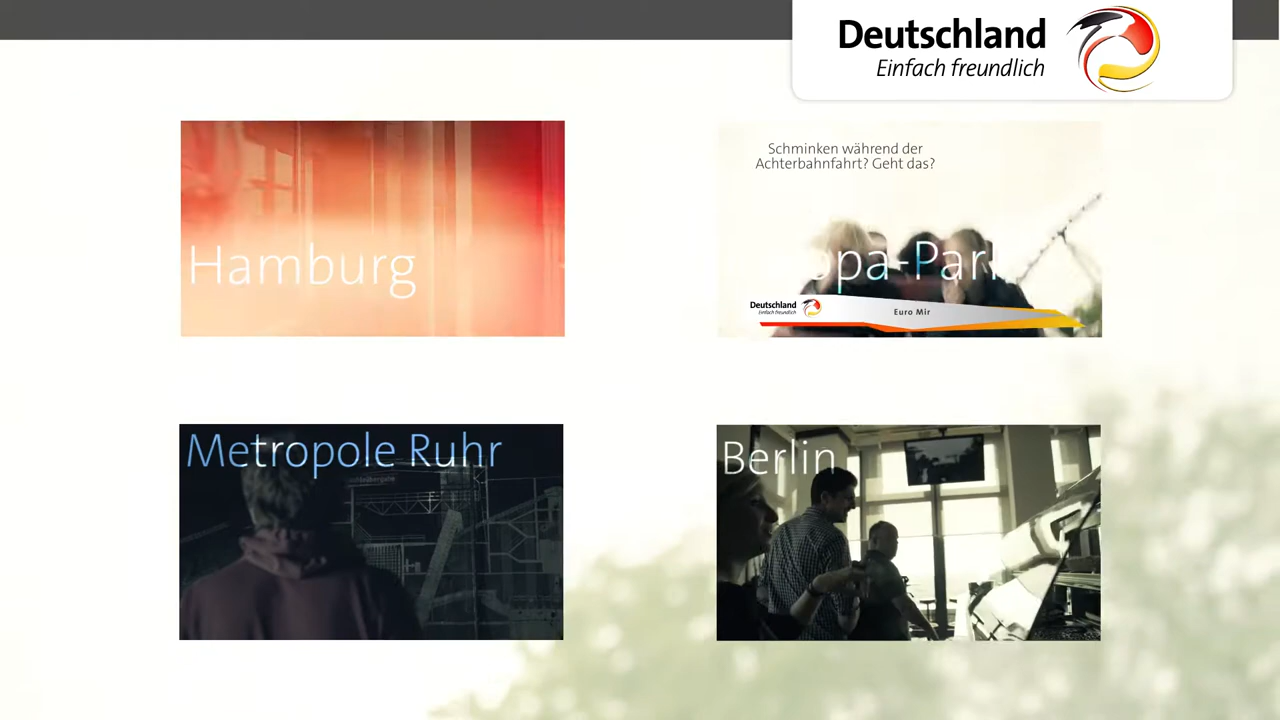 Deutschland
Einfach freundlich
Hamburg
Schminken während der
Achterbahnfahrt? Geht das?
Deutschland
Einfach freundlich
Euro Mir
Metropole Ruhr
Berlin